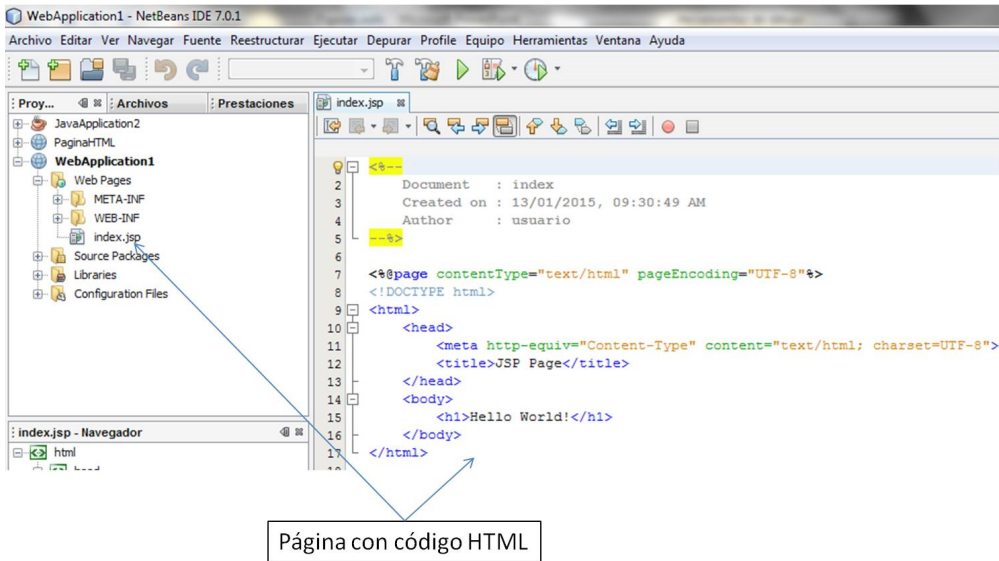 WebApplication1 - NetBeans IDE 7.0.1
Archivo Editar Ver Navegar Fuente Reestructurar Ejecutar Depurar Profile Equipo Herramientas Ventana Ayuda
Proy... Archivos Prestaciones
JavaApplication2
PaginaHTML
WebApplication1
Web Pages
META-INF
WEB-INF
index.jsp
Source Packages
Libraries
Configuration Files
index.jsp - Navegador
html
head
index.jsp
<%--
2 Document : index
3 Created on : 13/01/2015, 09:30:49 AM
4 Author : usuario
5 --%>
6
7 <%@page contentType="text/html" pageEncoding="UTF-8"%>
8 <!DOCTYPE html>
9 <html>
10 <head>
11 <meta http-equiv="Content-Type" content="text/html; charset=UTF-8">
12 <title>JSP Page</title>
13 </head>
14 <body>
15 <h1>Hello World!</h1>
16 </body>
17 </html>
Página con código HTML